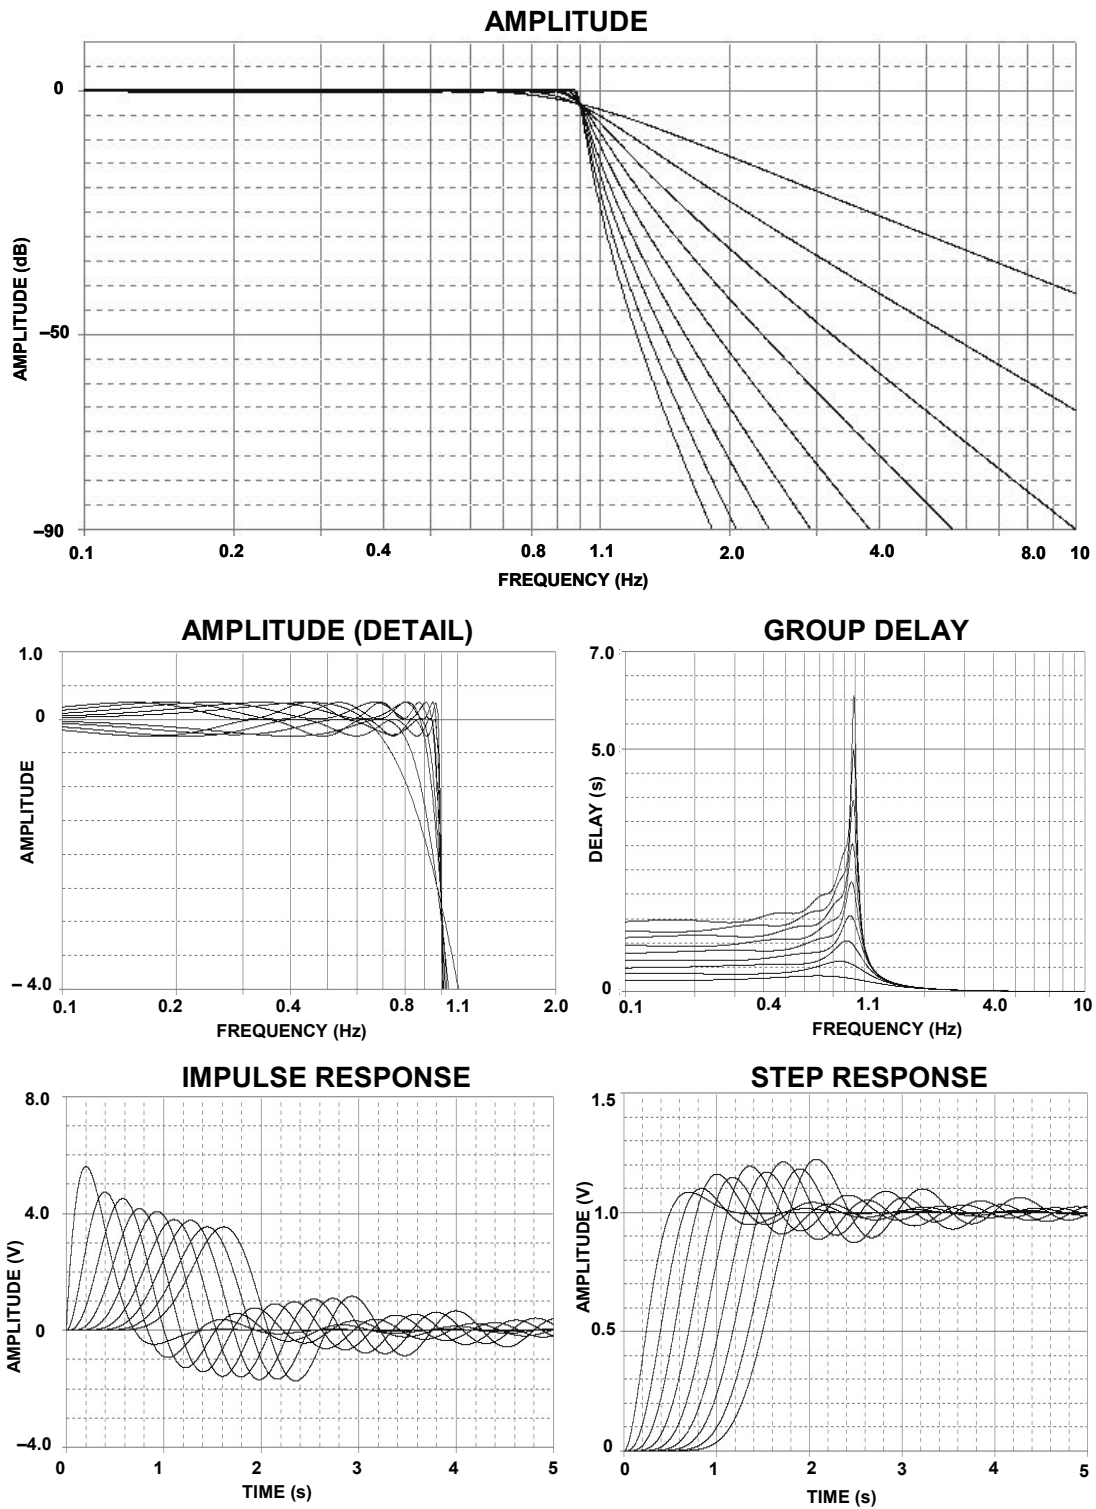 AMPLITUDE
0
–50
–90
AMPLITUDE (dB)
0.1 0.2 0.4 0.8 1.1 2.0 4.0 8.0 10
FREQUENCY (Hz)
AMPLITUDE (DETAIL)
1.0
0
– 4.0
AMPLITUDE
0.1 0.2 0.4 0.8 1.1 2.0
FREQUENCY (Hz)
GROUP DELAY
7.0
5.0
0
DELAY (s)
0.1 0.4 1.1 4.0 10
FREQUENCY (Hz)
IMPULSE RESPONSE
8.0
4.0
0
–4.0
AMPLITUDE (V)
0 1 2 3 4 5
TIME (s)
STEP RESPONSE
1.5
1.0
0.5
0
AMPLITUDE (V)
0 1 2 3 4 5
TIME (s)